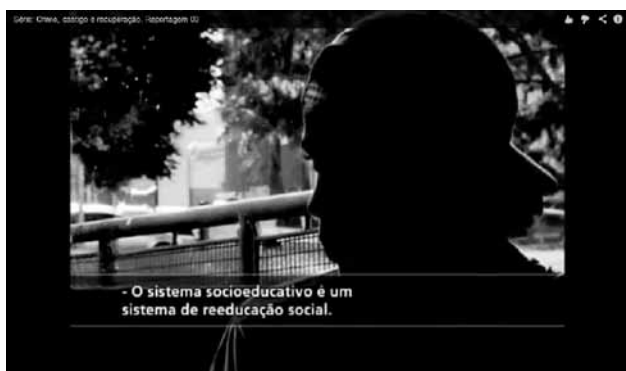 Série: Crime, castigo e recuperação. Reportagem 03
- O sistema socioeducativo é um
sistema de reeducação social.